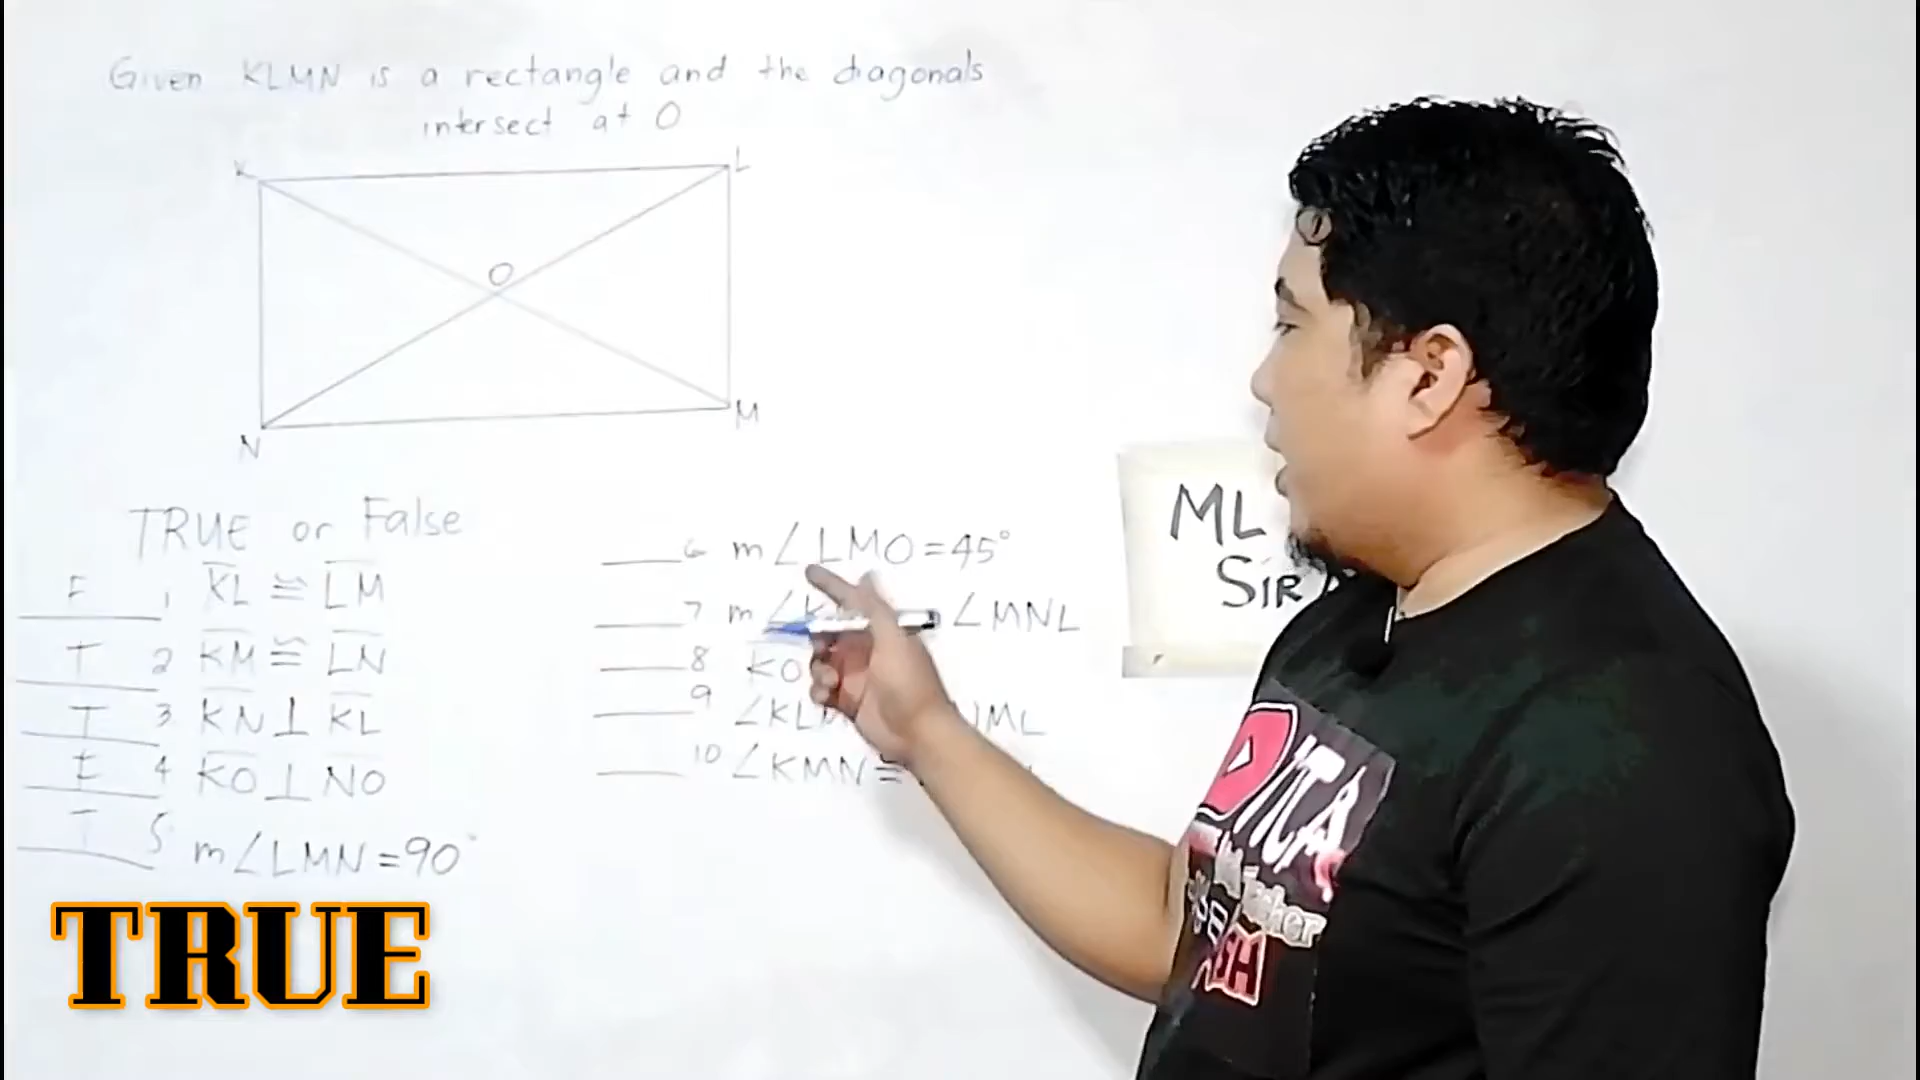 Given KLMN is a rectangle and the diagonals
intersect at O
K
L
O
N
M
TRUE or False
F 1 KL ≅ LM
T 2 KM ≅ LN
T 3 KN ⊥ KL
F 4 KO ⊥ NO
T 5 m∠LMN = 90°
6 m∠LMO = 45°
7 m∠K ∠MNL
8 KO
9 ∠KLM NML
10 ∠KMN ≅
ML
SIR
TRUE